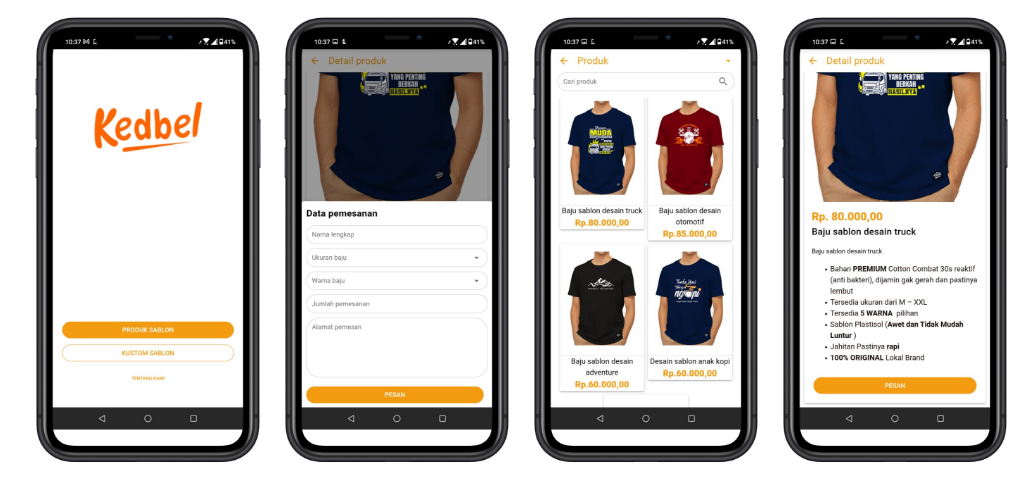 10:37
41%
Kedbel
PRODUK SABLON
KUSTOM SABLON
TENTANG KAMI
10:37
41%
Detail produk
YANG PENTING
BERKAH
HASILNYA
Data pemesanan
Nama lengkap
Ukuran baju
Warna baju
Jumlah pemesanan
Alamat pemesan
PESAN
10:37
41%
Produk
Cari produk
MUDA
Baju sablon desain truck
Rp.80.000,00
Baju sablon desain
otomotif
Rp.85.000,00
ngopi
Baju sablon desain
adventure
Rp.60.000,00
Desain sablon anak kopi
Rp.60.000,00
10:37
41%
Detail produk
YANG PENTING
BERKAH
HASILNYA
Rp. 80.000,00
Baju sablon desain truck
Baju sablon desain truck
• Bahan PREMIUM Cotton Combat 30s reaktif
(anti bakteri), dijamin gak gerah dan pastinya
lembut
• Tersedia ukuran dari M – XXL
• Tersedia 5 WARNA pilihan
• Sablon Plastisol (Awet dan Tidak Mudah
Luntur )
• Jahitan Pastinya rapi
• 100% ORIGINAL Lokal Brand
PESAN